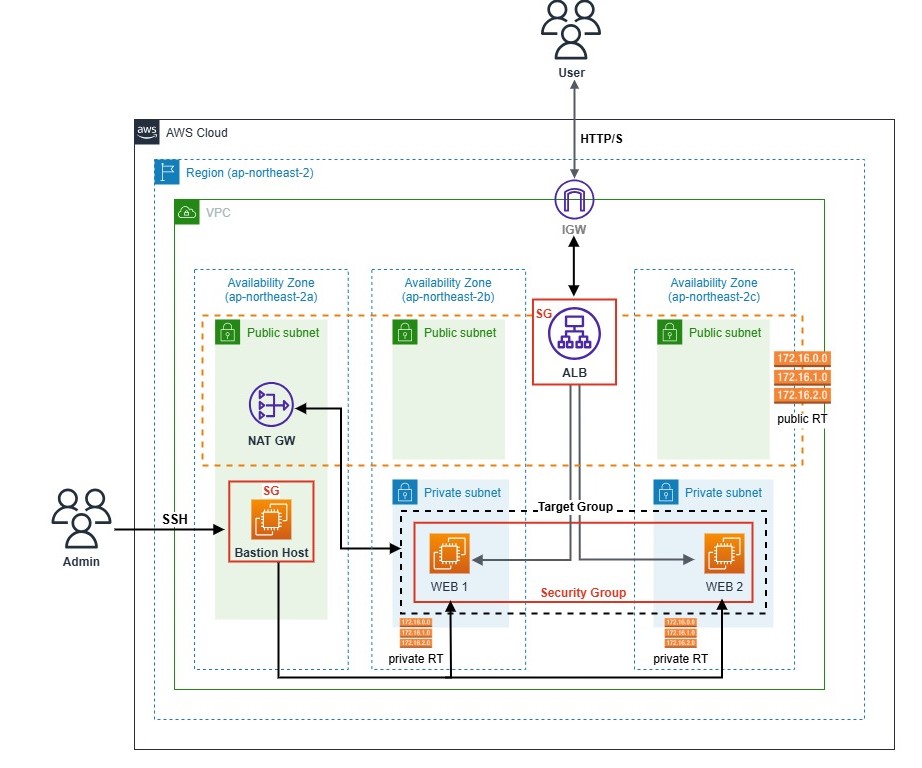 User
HTTP/S
aws
AWS Cloud
Region (ap-northeast-2)
VPC
IGW
Availability Zone
(ap-northeast-2a)
Availability Zone
(ap-northeast-2b)
Availability Zone
(ap-northeast-2c)
SG
ALB
Public subnet
Public subnet
Public subnet
172.16.0.0
172.16.1.0
172.16.2.0
public RT
NAT GW
SG
Bastion Host
Admin
SSH
Private subnet
Private subnet
Target Group
WEB 1
WEB 2
Security Group
172.16.0.0
172.16.1.0
172.16.2.0
private RT
172.16.0.0
172.16.1.0
172.16.2.0
private RT